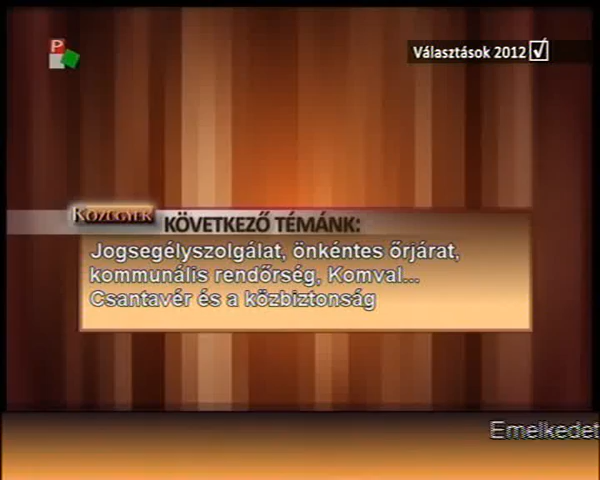 P
Választások 2012
KÖZÜGYEK
KÖVETKEZŐ TÉMÁNK:
Jogsegélyszolgálat, önkéntes őrjárat,
kommunális rendőrség, Komval...
Csantavér és a közbiztonság
Emelkedet